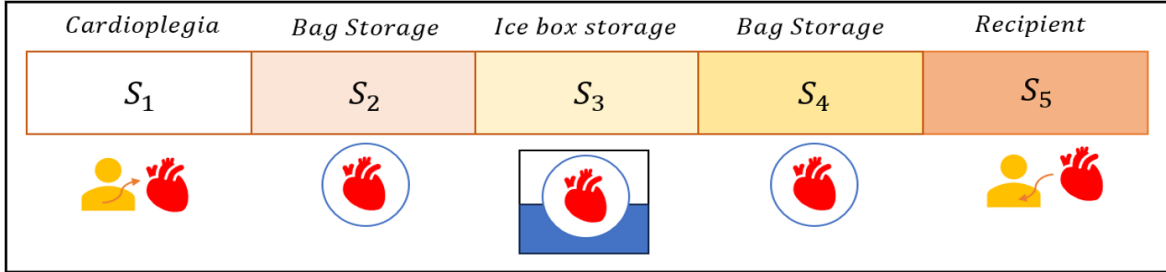 Cardioplegia Bag Storage Ice box storage Bag Storage Recipient
S₁ S₂ S₃ S₄ S₅